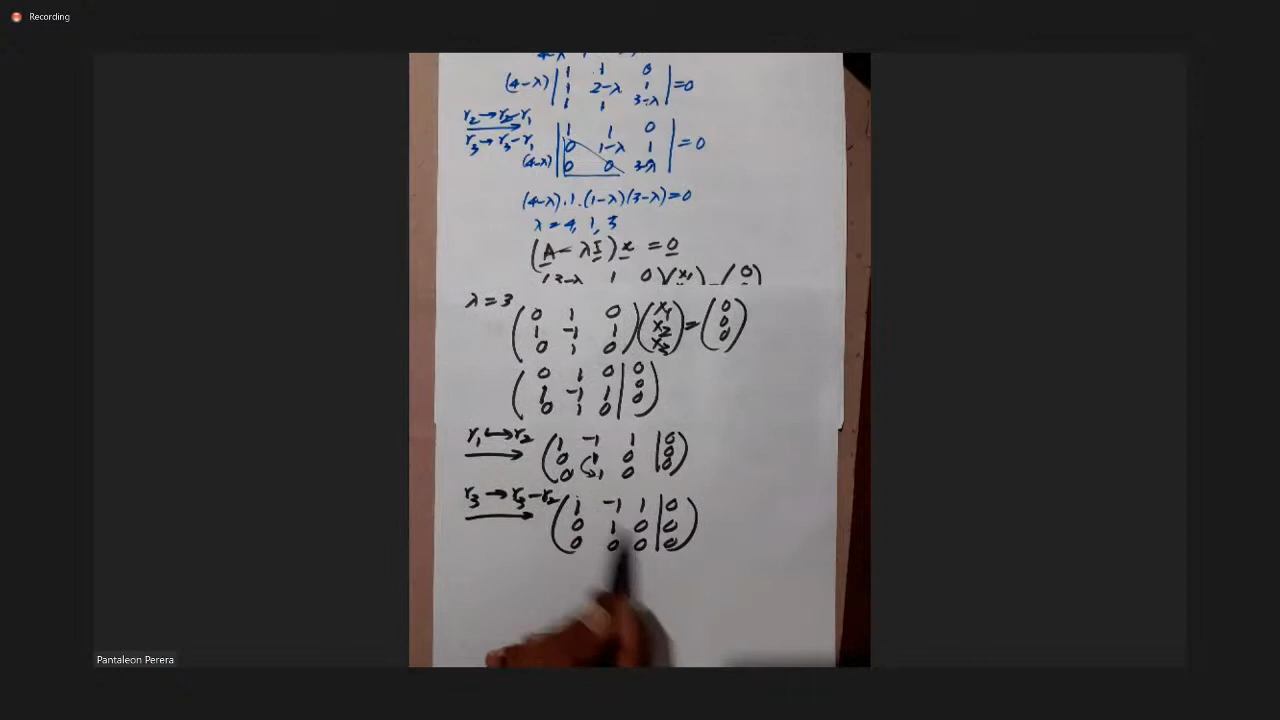 Recording
(4-λ) | 1 1 0 |
| 1 2-λ 1 | =0
| 1 1 3-λ |
r2→r2-r1
r3→r3-r1
(4-λ) | 1 1 0 |
| 0 1-λ 1 | =0
| 0 0 3-λ |
(4-λ).1.(1-λ)(3-λ)=0
λ=4, 1, 3
(A-λI)x=0
λ=3
( 0 1 0 ) ( x1 ) ( 0 )
( 1 -1 1 ) ( x2 ) = ( 0 )
( 0 1 0 ) ( x3 ) ( 0 )
( 0 1 0 | 0 )
( 1 -1 1 | 0 )
( 0 1 0 | 0 )
r1↔r2
( 1 -1 1 | 0 )
( 0 1 0 | 0 )
( 0 1 0 | 0 )
r3→r3-r2
( 1 -1 1 | 0 )
( 0 1 0 | 0 )
( 0 0 0 | 0 )
Pantaleon Perera